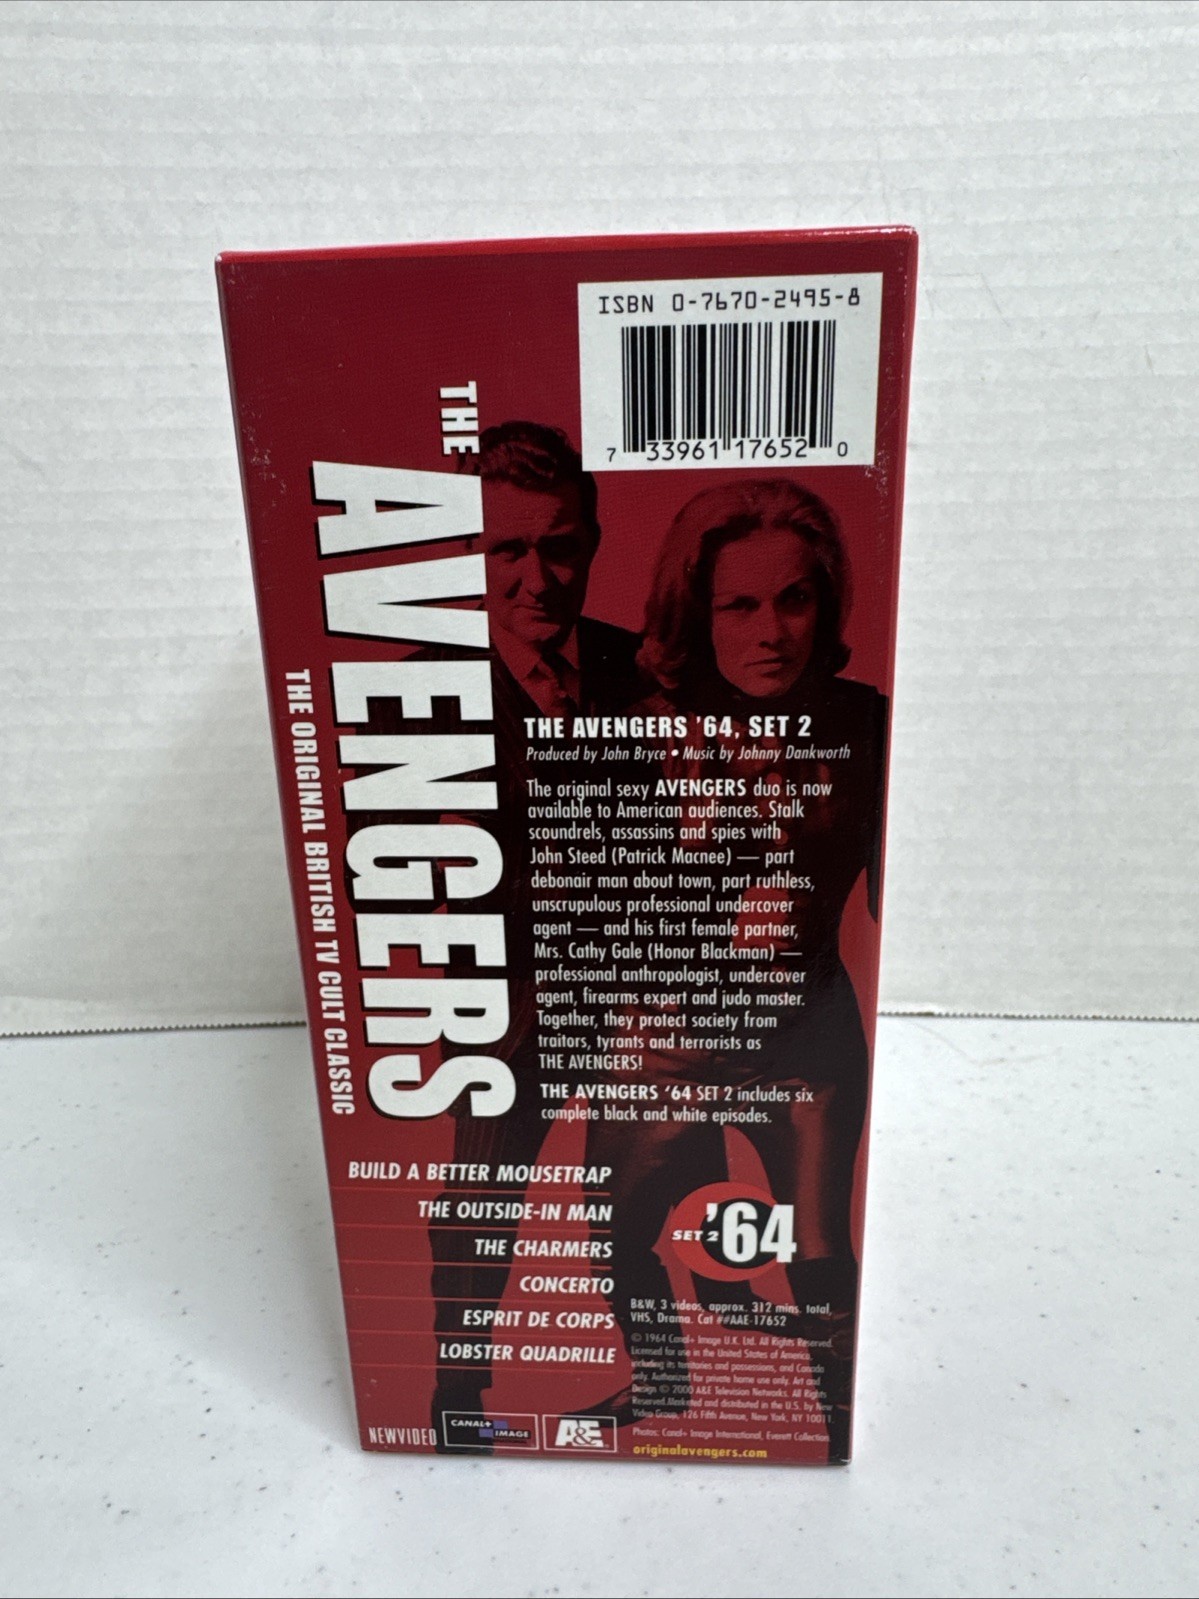 ISBN 0-7670-2495-8
7 33961 17652 0
THE
AVENGERS
THE ORIGINAL BRITISH TV CULT CLASSIC
THE AVENGERS '64, SET 2
Produced by John Bryce • Music by Johnny Dankworth
The original sexy AVENGERS duo is now
available to American audiences. Stalk
scoundrels, assassins and spies with
John Steed (Patrick Macnee) — part
debonair man about town, part ruthless,
unscrupulous professional undercover
agent — and his first female partner,
Mrs. Cathy Gale (Honor Blackman) —
professional anthropologist, undercover
agent, firearms expert and judo master.
Together, they protect society from
traitors, tyrants and terrorists as
THE AVENGERS!
THE AVENGERS '64 SET 2 includes six
complete black and white episodes.
BUILD A BETTER MOUSETRAP
THE OUTSIDE-IN MAN
THE CHARMERS
CONCERTO
ESPRIT DE CORPS
LOBSTER QUADRILLE
SET 2 '64
B&W, 3 videos, approx. 312 mins. total,
VHS, Drama. Cat ##AAE-17652
© 1964 Canal+ Image U.K. Ltd. All Rights Reserved.
Licensed for use in the United States of America,
including its territories and possessions, and Canada
only. Authorized for private home use only. Art and
Design © 2000 A&E Television Networks. All Rights
Reserved. Marketed and distributed in the U.S. by New
Video Group, 126 Fifth Avenue, New York, NY 10011.
Photos: Canal+ Image International, Everett Collection.
originalavengers.com
NEWVIDEO
CANAL+
IMAGE
A&E